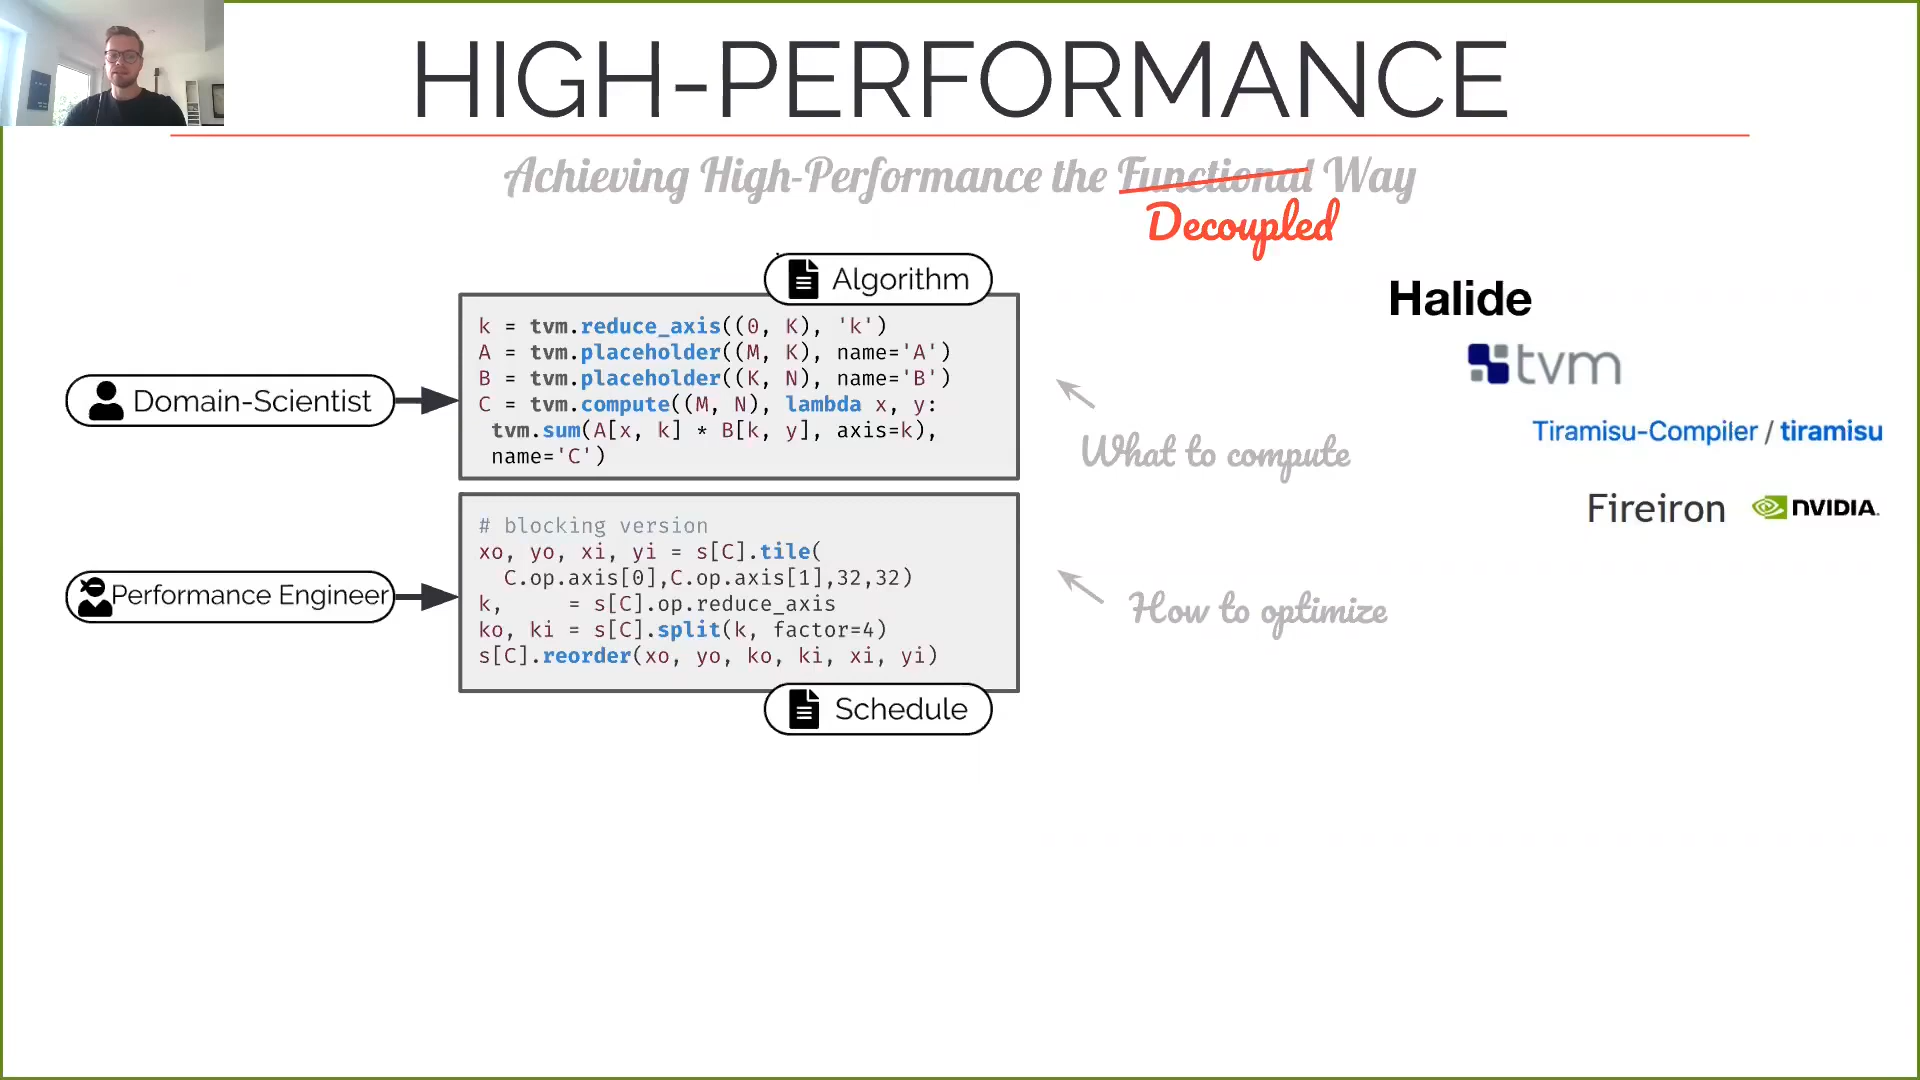 HIGH-PERFORMANCE
Achieving High-Performance the Functional Way
Decoupled
Algorithm
Domain-Scientist
k = tvm.reduce_axis((0, K), 'k')
A = tvm.placeholder((M, K), name='A')
B = tvm.placeholder((K, N), name='B')
C = tvm.compute((M, N), lambda x, y:
tvm.sum(A[x, k] * B[k, y], axis=k),
name='C')
What to compute
Performance Engineer
# blocking version
xo, yo, xi, yi = s[C].tile(
C.op.axis[0],C.op.axis[1],32,32)
k, = s[C].op.reduce_axis
ko, ki = s[C].split(k, factor=4)
s[C].reorder(xo, yo, ko, ki, xi, yi)
How to optimize
Schedule
Halide
tvm
Tiramisu-Compiler / tiramisu
Fireiron NVIDIA.